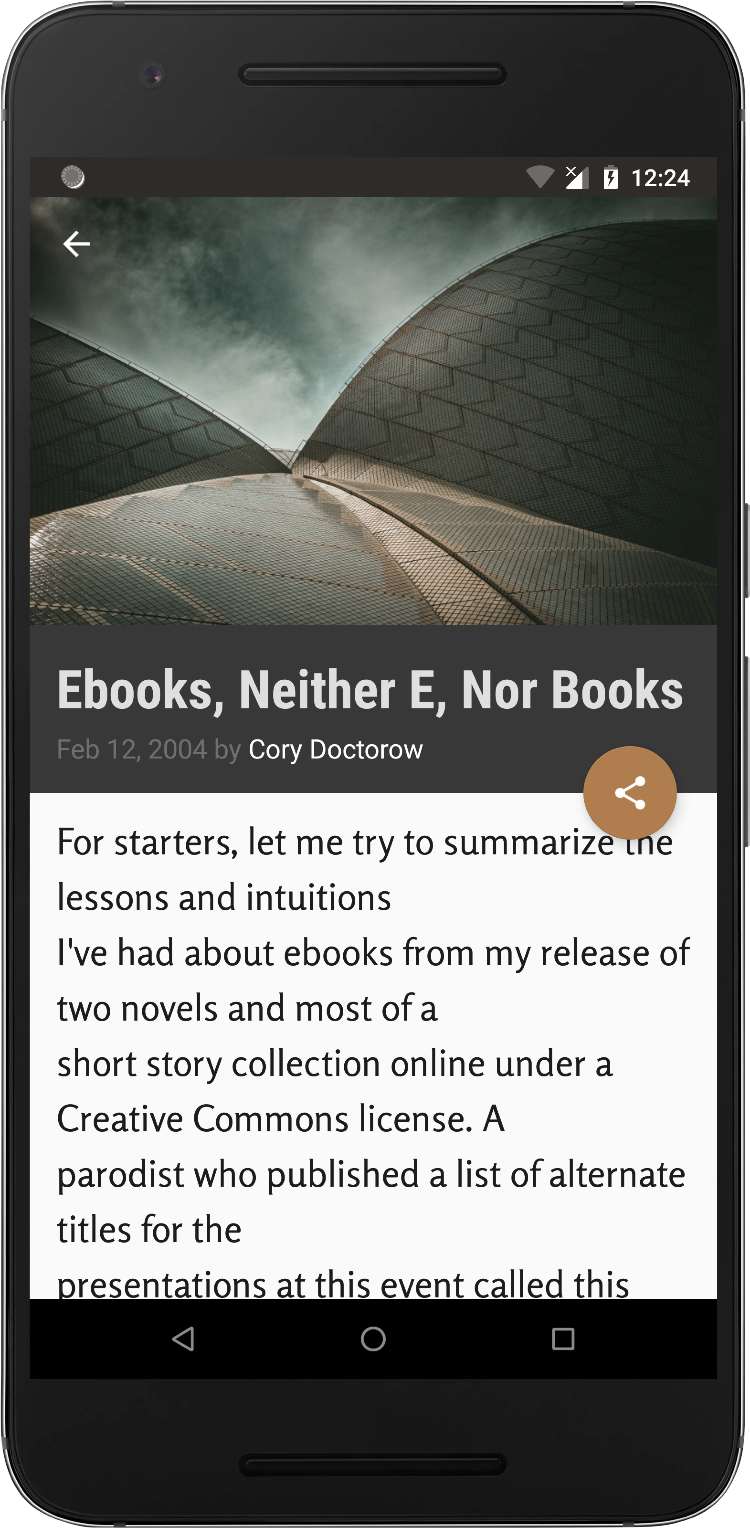 12:24
Ebooks, Neither E, Nor Books
Feb 12, 2004 by Cory Doctorow
For starters, let me try to summarize the
lessons and intuitions
I've had about ebooks from my release of
two novels and most of a
short story collection online under a
Creative Commons license. A
parodist who published a list of alternate
titles for the
presentations at this event called this